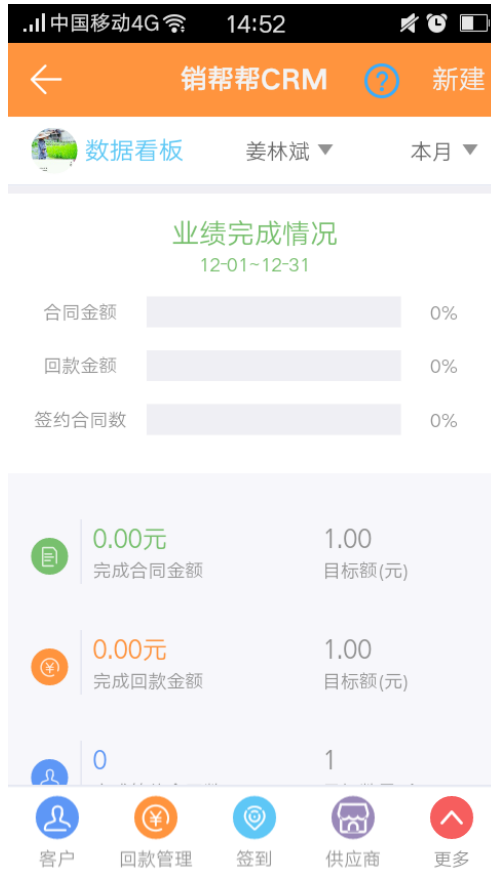 中国移动4G 14:52
销帮帮CRM ? 新建
数据看板 姜林斌 ▼ 本月 ▼
业绩完成情况
12-01~12-31
合同金额 0%
回款金额 0%
签约合同数 0%
0.00元 1.00
完成合同金额 目标额(元)
0.00元 1.00
完成回款金额 目标额(元)
0 1
客户 回款管理 签到 供应商 更多